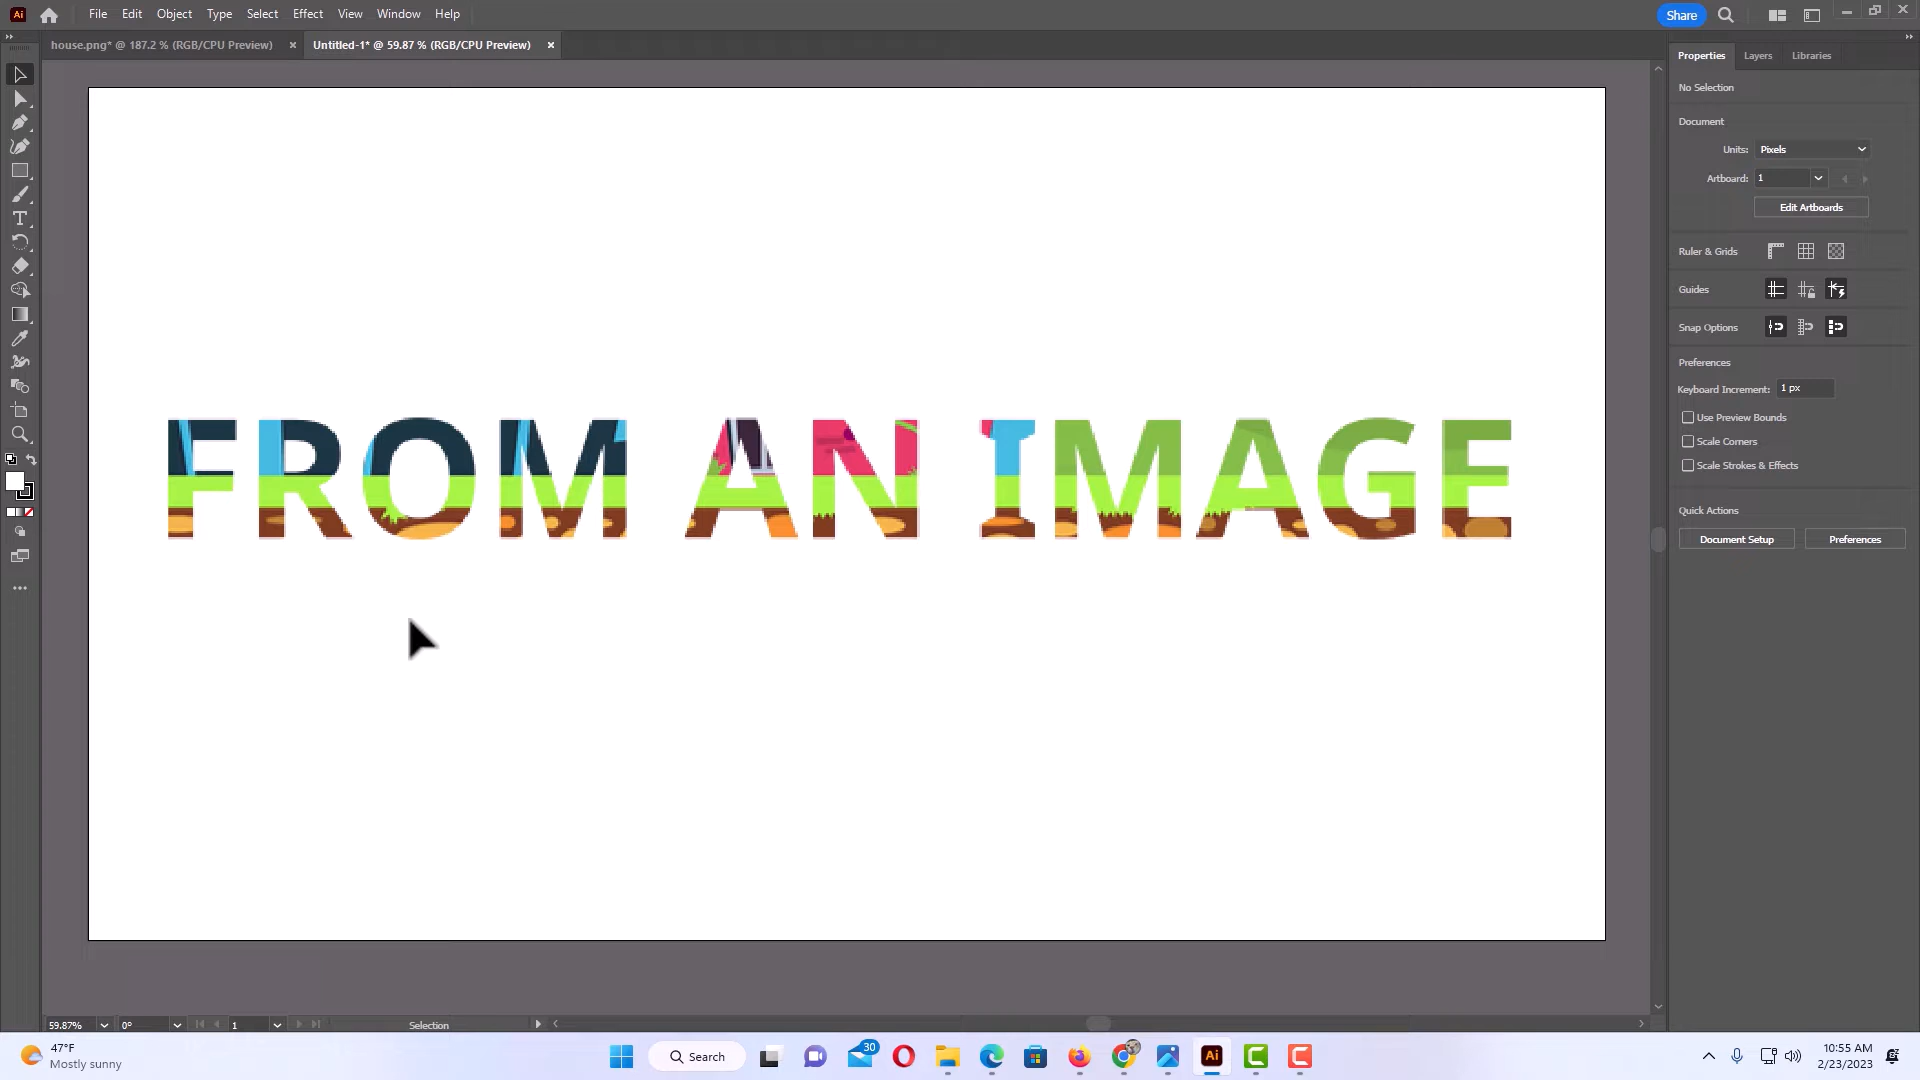 Ai File Edit Object Type Select Effect View Window Help Share
house.png* @ 187.2 % (RGB/CPU Preview) × Untitled-1* @ 59.87 % (RGB/CPU Preview) ×
Properties Layers Libraries
No Selection
Document
Units: Pixels
Artboard: 1
Edit Artboards
Ruler & Grids
Guides
Snap Options
Preferences
Keyboard Increment: 1 px
Use Preview Bounds
Scale Corners
Scale Strokes & Effects
Quick Actions
Document Setup Preferences
FROM AN IMAGE
59.87% 0° 1 Selection
47°F
Mostly sunny
Search
30
Ai
10:55 AM
2/23/2023